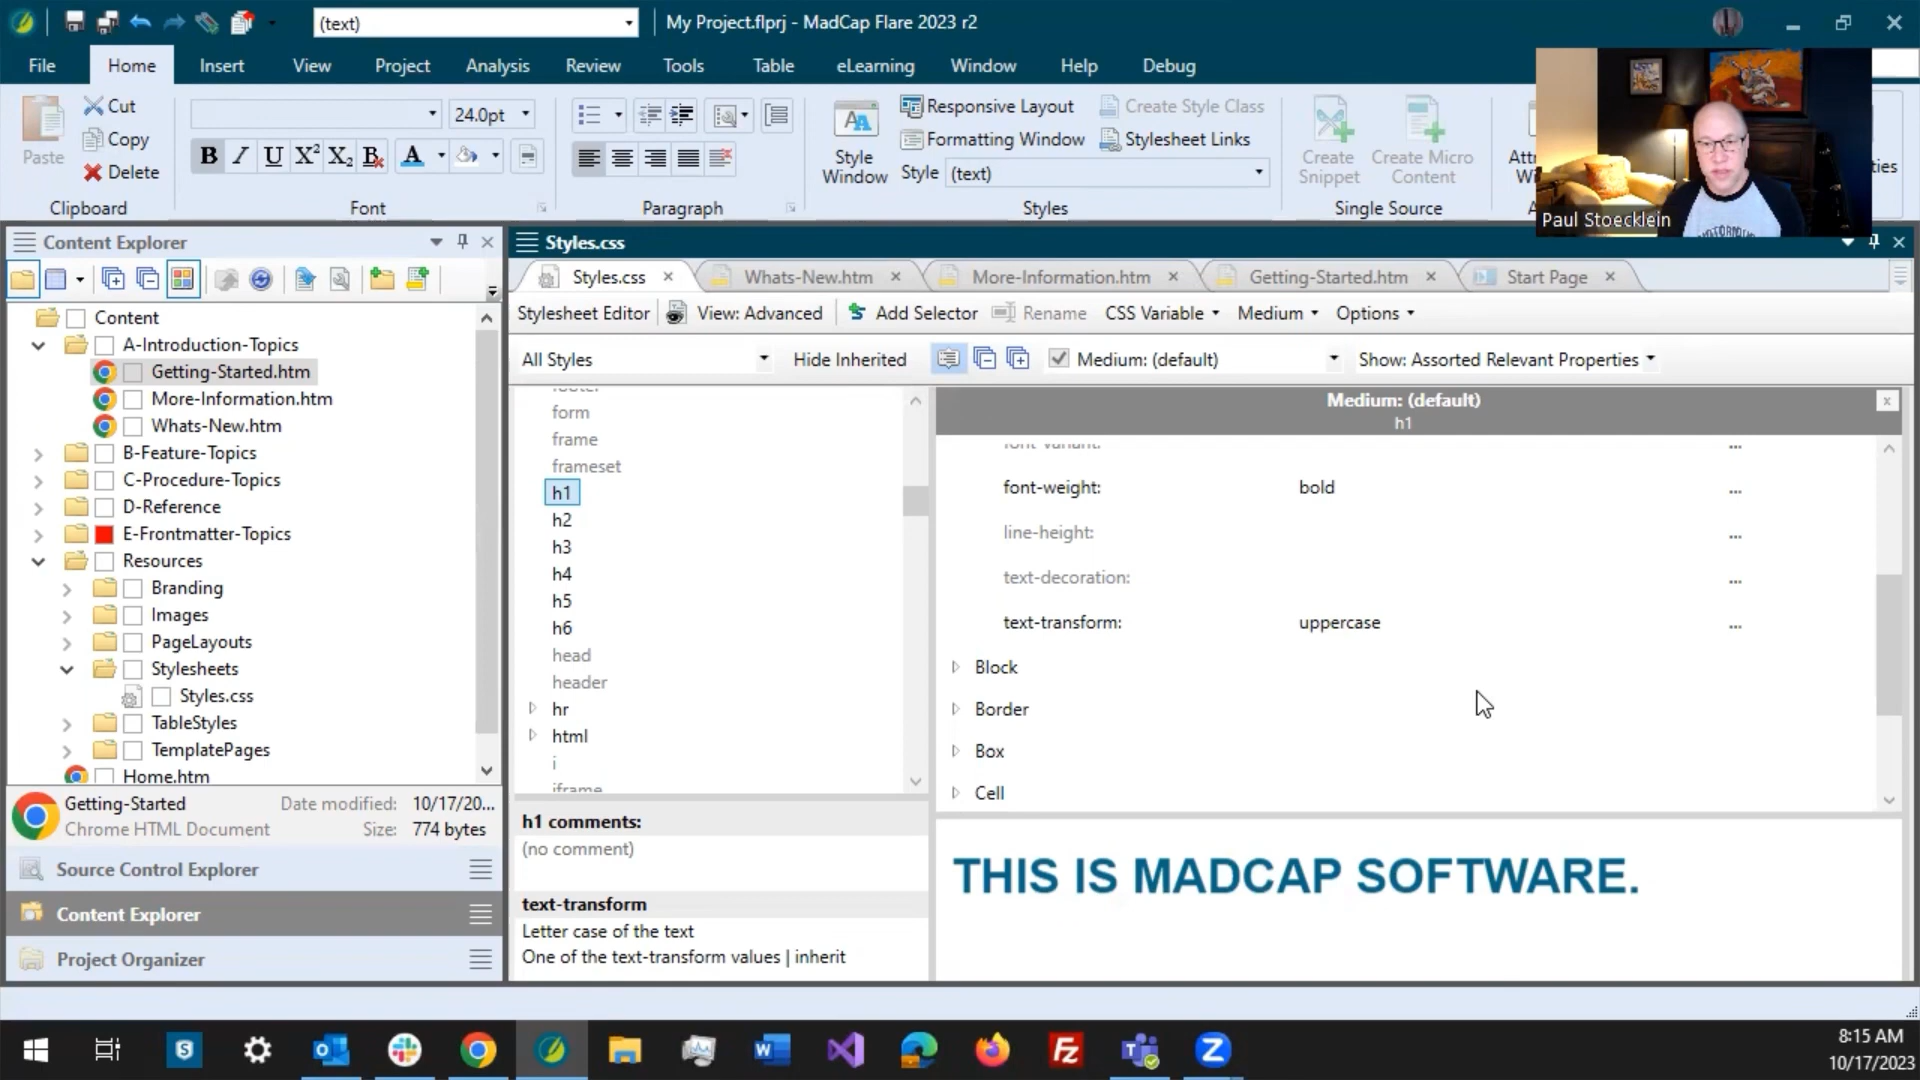 (text)
My Project.flprj - MadCap Flare 2023 r2
File
Home
Insert
View
Project
Analysis
Review
Tools
Table
eLearning
Window
Help
Debug
Paste
Cut
Copy
Delete
Clipboard
24.0pt
B I U X² X₂ B
A
Font
Paragraph
Style Window
Responsive Layout
Formatting Window
Create Style Class
Stylesheet Links
Style (text)
Styles
Create Snippet
Create Micro Content
Single Source
Paul Stoecklein
Content Explorer
Content
A-Introduction-Topics
Getting-Started.htm
More-Information.htm
Whats-New.htm
B-Feature-Topics
C-Procedure-Topics
D-Reference
E-Frontmatter-Topics
Resources
Branding
Images
PageLayouts
Stylesheets
Styles.css
TableStyles
TemplatePages
Home.htm
Getting-Started Date modified: 10/17/20...
Chrome HTML Document Size: 774 bytes
Source Control Explorer
Content Explorer
Project Organizer
Styles.css
Styles.css
Whats-New.htm
More-Information.htm
Getting-Started.htm
Start Page
Stylesheet Editor
View: Advanced
Add Selector
Rename
CSS Variable
Medium
Options
All Styles
Hide Inherited
Medium: (default)
Show: Assorted Relevant Properties
footer
form
frame
frameset
h1
h2
h3
h4
h5
h6
head
header
hr
html
i
iframe
h1 comments:
(no comment)
text-transform
Letter case of the text
One of the text-transform values | inherit
Medium: (default)
h1
font-variant: ...
font-weight: bold ...
line-height: ...
text-decoration: ...
text-transform: uppercase ...
Block
Border
Box
Cell
THIS IS MADCAP SOFTWARE.
8:15 AM
10/17/2023